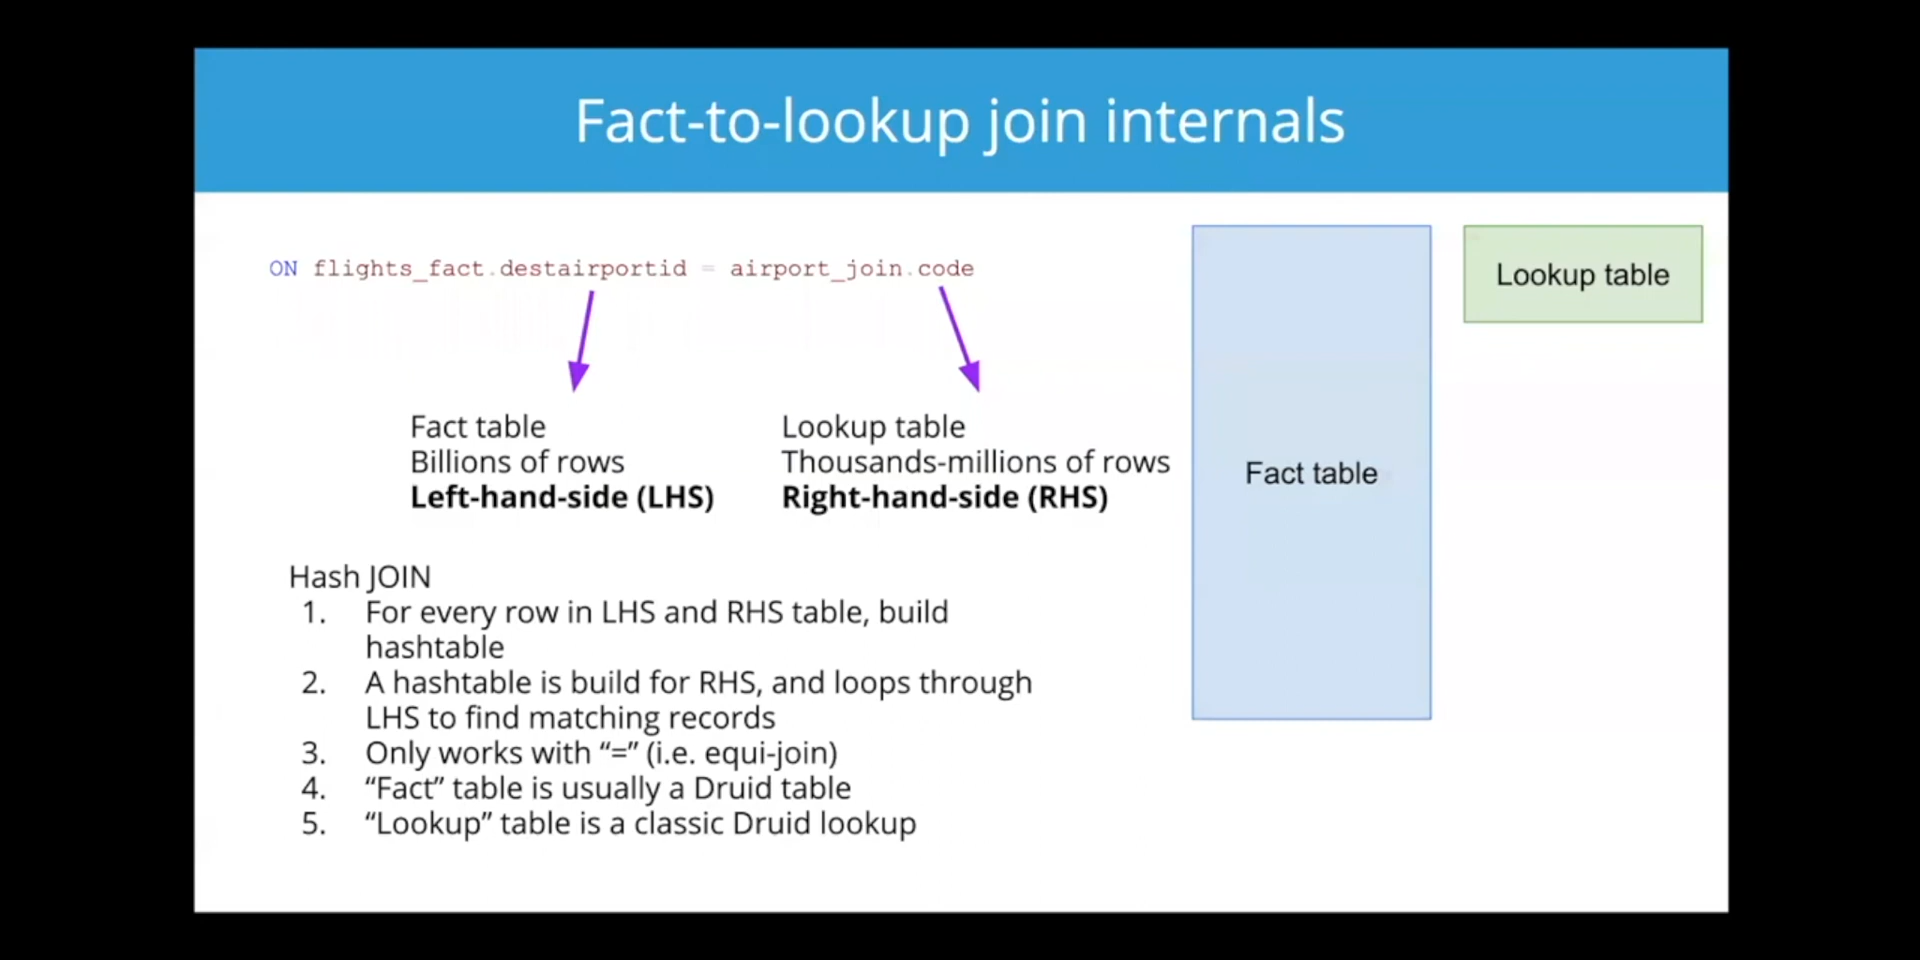 Fact-to-lookup join internals
ON flights_fact.destairportid = airport_join.code
Fact table
Billions of rows
Left-hand-side (LHS)
Lookup table
Thousands-millions of rows
Right-hand-side (RHS)
Hash JOIN
1. For every row in LHS and RHS table, build
hashtable
2. A hashtable is build for RHS, and loops through
LHS to find matching records
3. Only works with “=” (i.e. equi-join)
4. “Fact” table is usually a Druid table
5. “Lookup” table is a classic Druid lookup
Fact table
Lookup table